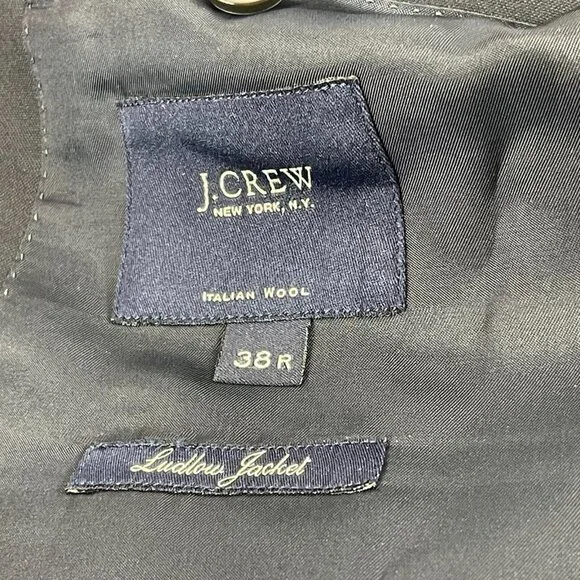 J.CREW
NEW YORK, N.Y.
ITALIAN WOOL
38 R
Ludlow Jacket